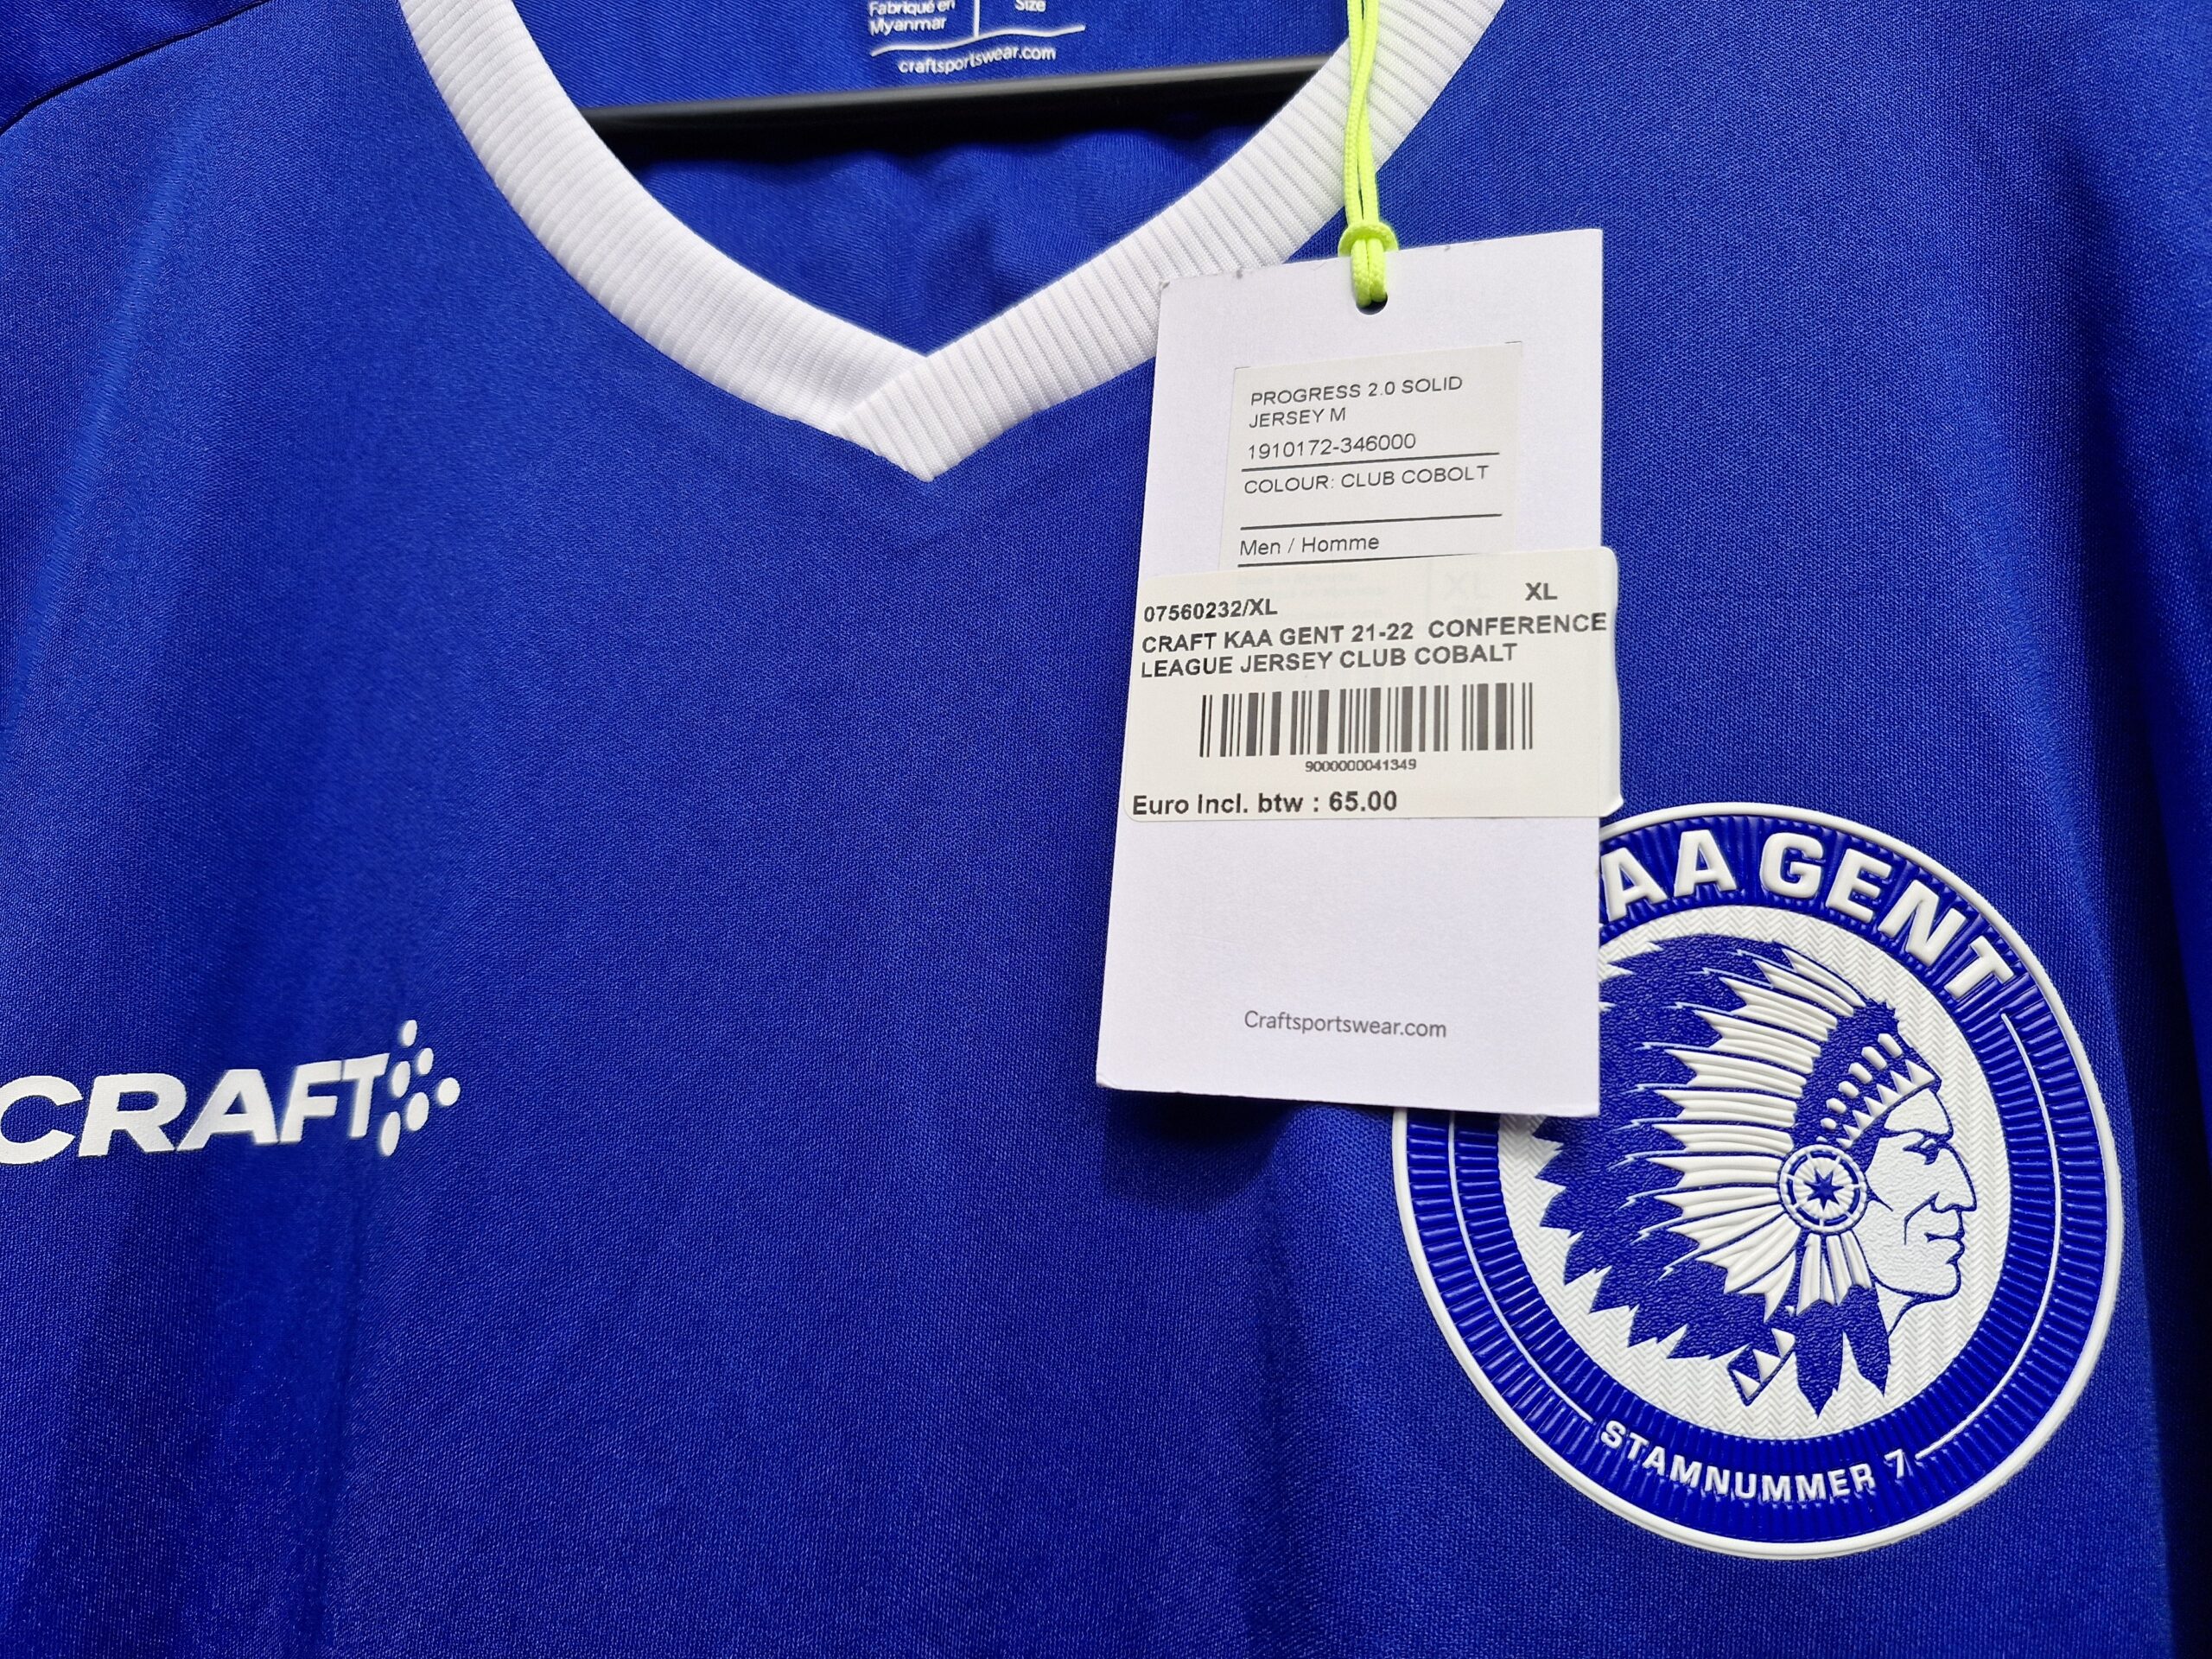 Fabriqué en
Myanmar
Size
craftsportswear.com
PROGRESS 2.0 SOLID
JERSEY M
1910172-346000
COLOUR: CLUB COBOLT
Men / Homme
07560232/XL XL
CRAFT KAA GENT 21-22 CONFERENCE
LEAGUE JERSEY CLUB COBALT
9000000041349
Euro Incl. btw : 65.00
Craftsportswear.com
CRAFT
AA GENT
STAMNUMMER 7